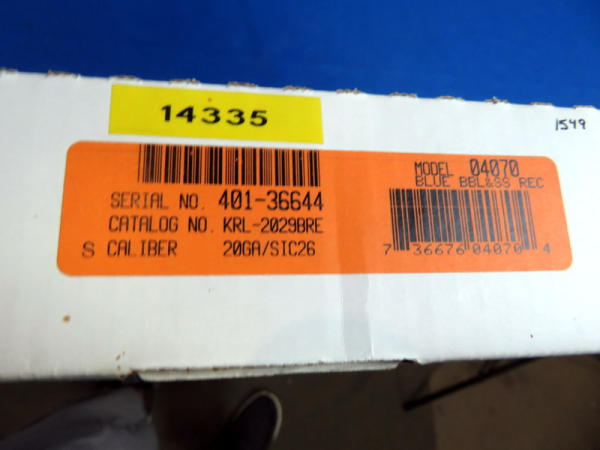 14335
1549
SERIAL NO. 401-36644
CATALOG NO. KRL-2029BRE
S CALIBER 20GA/SIC26
MODEL 04070
BLUE BBL&SS REC
7 36676 04070 4